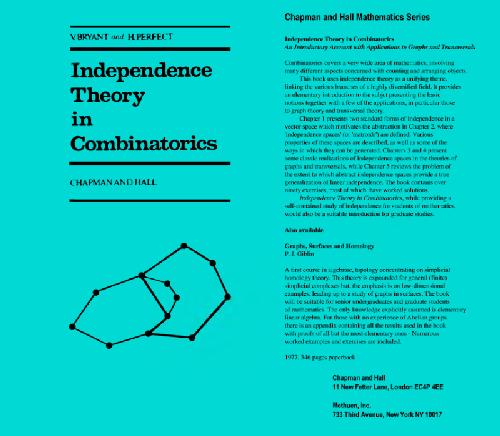 V. BRYANT and H. PERFECT
Independence
Theory
in
Combinatorics
CHAPMAN AND HALL
Chapman and Hall Mathematics Series
Independence Theory in Combinatorics
An Introductory Account with Applications to Graphs and Transversals
Combinatorics covers a very wide area of mathematics, involving
many different aspects concerned with counting and arranging objects.
This book uses independence theory as a unifying theme,
linking the various branches of a highly diversified field. It provides
an elementary introduction to the subject presenting the basic
notions together with a few of the applications, in particular those
to graph theory and transversal theory.
Chapter 1 presents two standard forms of independence in a
vector space which motivates the abstraction in Chapter 2, where
'independence spaces' (or 'matroids') are defined. Various
properties of these spaces are described, as well as some of the
ways in which they can be generated. Chapters 3 and 4 present
some classic realizations of independence spaces in the theories of
graphs and transversals, while Chapter 5 reviews the problem of
the extent to which abstract independence spaces provide a true
generalization of linear independence. The book contains over
ninety exercises, most of which have worked solutions.
Independence Theory in Combinatorics, while providing a
self-contained study of independence for students of mathematics,
would also be a suitable introduction for graduate studies.
Also available
Graphs, Surfaces and Homology
P. J. Giblin
A first course in algebraic topology concentrating on simplicial
homology theory. This theory is expounded for general (finite)
simplicial complexes but the emphasis is on low-dimensional
examples, leading up to a study of graphs in surfaces. The book
will be suitable for senior undergraduates and graduate students
of mathematics. The only knowledge explicitly assumed is elementary
linear algebra. For those with no experience of Abelian groups
there is an appendix containing all the results used in the book
with proofs of all but the most elementary ones. Numerous
worked examples and exercises are included.
1977. 346 pages paperback
Chapman and Hall
11 New Fetter Lane, London EC4P 4EE
Methuen, Inc.
733 Third Avenue, New York NY 10017